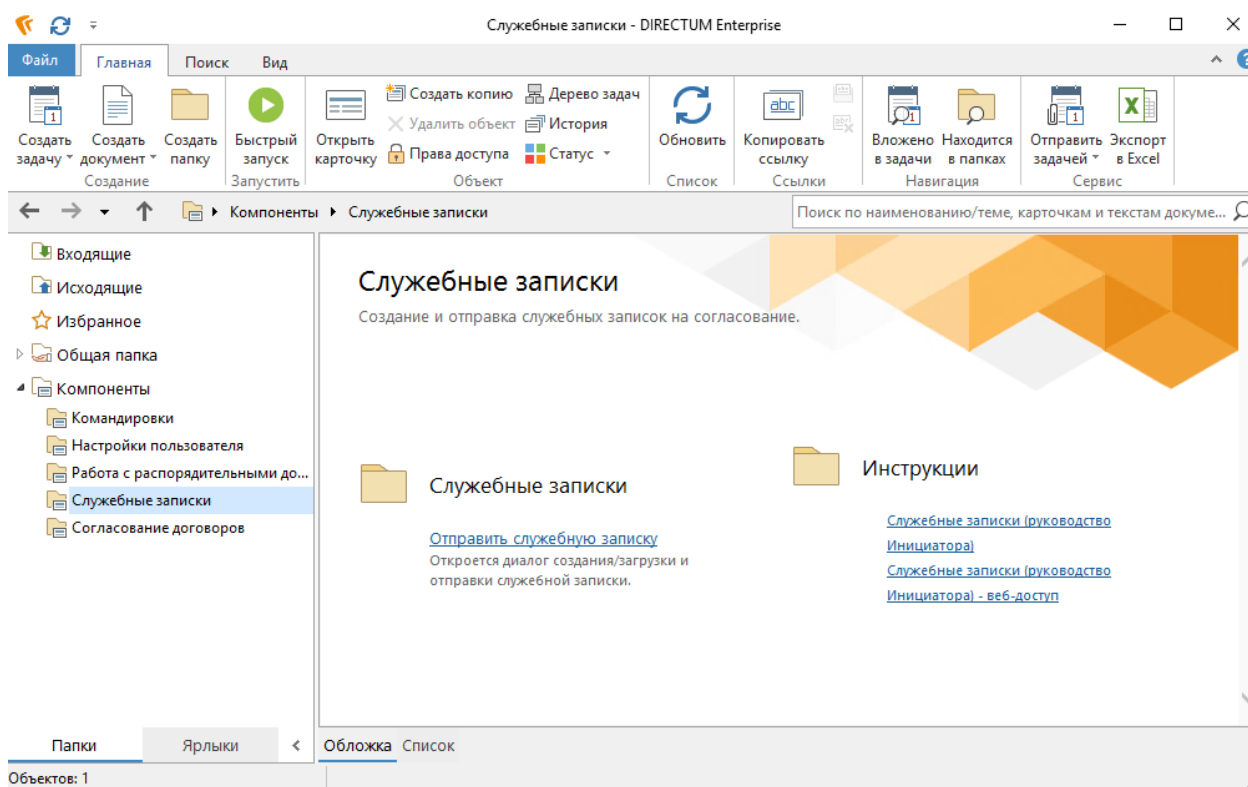 Служебные записки - DIRECTUM Enterprise
Файл Главная Поиск Вид
Создать задачу
Создать документ
Создать папку
Создание
Быстрый запуск
Запустить
Открыть карточку
Создать копию
Удалить объект
Права доступа
Дерево задач
История
Статус
Объект
Обновить
Список
abc
Копировать ссылку
Ссылки
Вложено в задачи
Находится в папках
Навигация
Отправить задачей
Экспорт в Excel
Сервис
Компоненты Служебные записки
Поиск по наименованию/теме, карточкам и текстам докуме...
Входящие
Исходящие
Избранное
Общая папка
Компоненты
Командировки
Настройки пользователя
Работа с распорядительными до...
Служебные записки
Согласование договоров
Служебные записки
Создание и отправка служебных записок на согласование.
Служебные записки
Отправить служебную записку
Откроется диалог создания/загрузки и
отправки служебной записки.
Инструкции
Служебные записки (руководство
Инициатора)
Служебные записки (руководство
Инициатора) - веб-доступ
Папки Ярлыки
Обложка Список
Объектов: 1